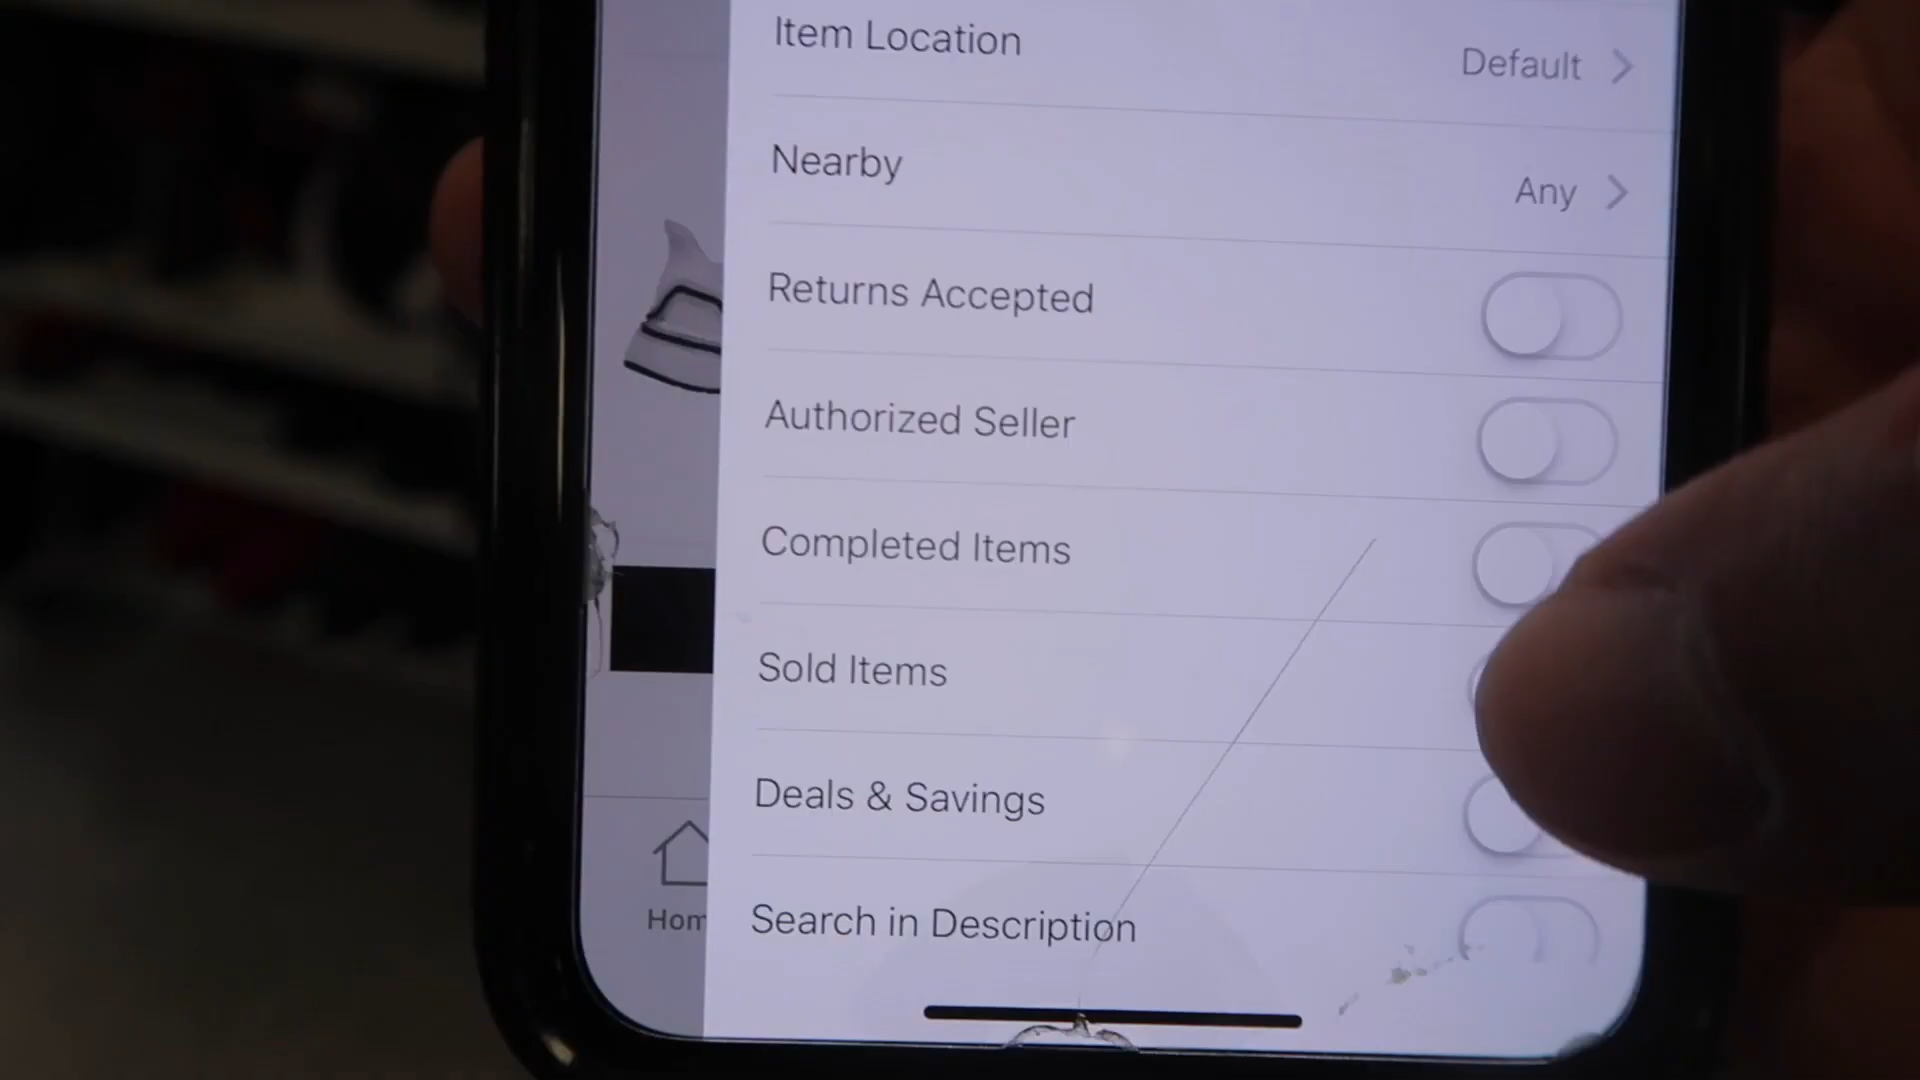 Item Location
Default
Nearby
Any
Returns Accepted
Authorized Seller
Completed Items
Sold Items
Deals & Savings
Search in Description
Hom